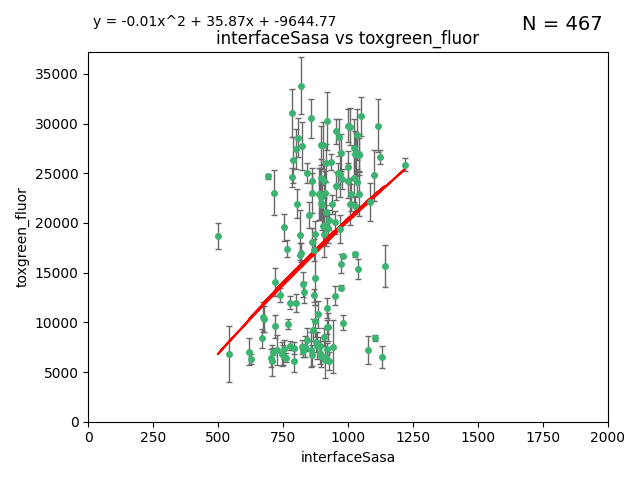 y = -0.01x^2 + 35.87x + -9644.77
N = 467
interfaceSasa vs toxgreen_fluor
toxgreen_fluor
35000
30000
25000
20000
15000
10000
5000
0
0 250 500 750 1000 1250 1500 1750 2000
interfaceSasa